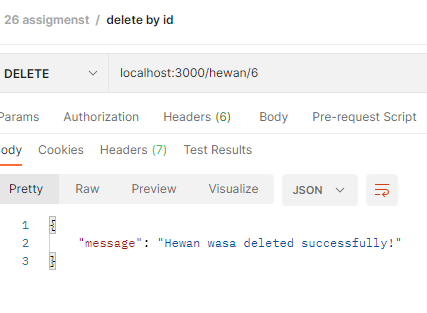 26 assigmenst / delete by id
DELETE localhost:3000/hewan/6
Params Authorization Headers (6) Body Pre-request Script
ody Cookies Headers (7) Test Results
Pretty Raw Preview Visualize JSON
1 {
2 "message": "Hewan wasa deleted successfully!"
3 }